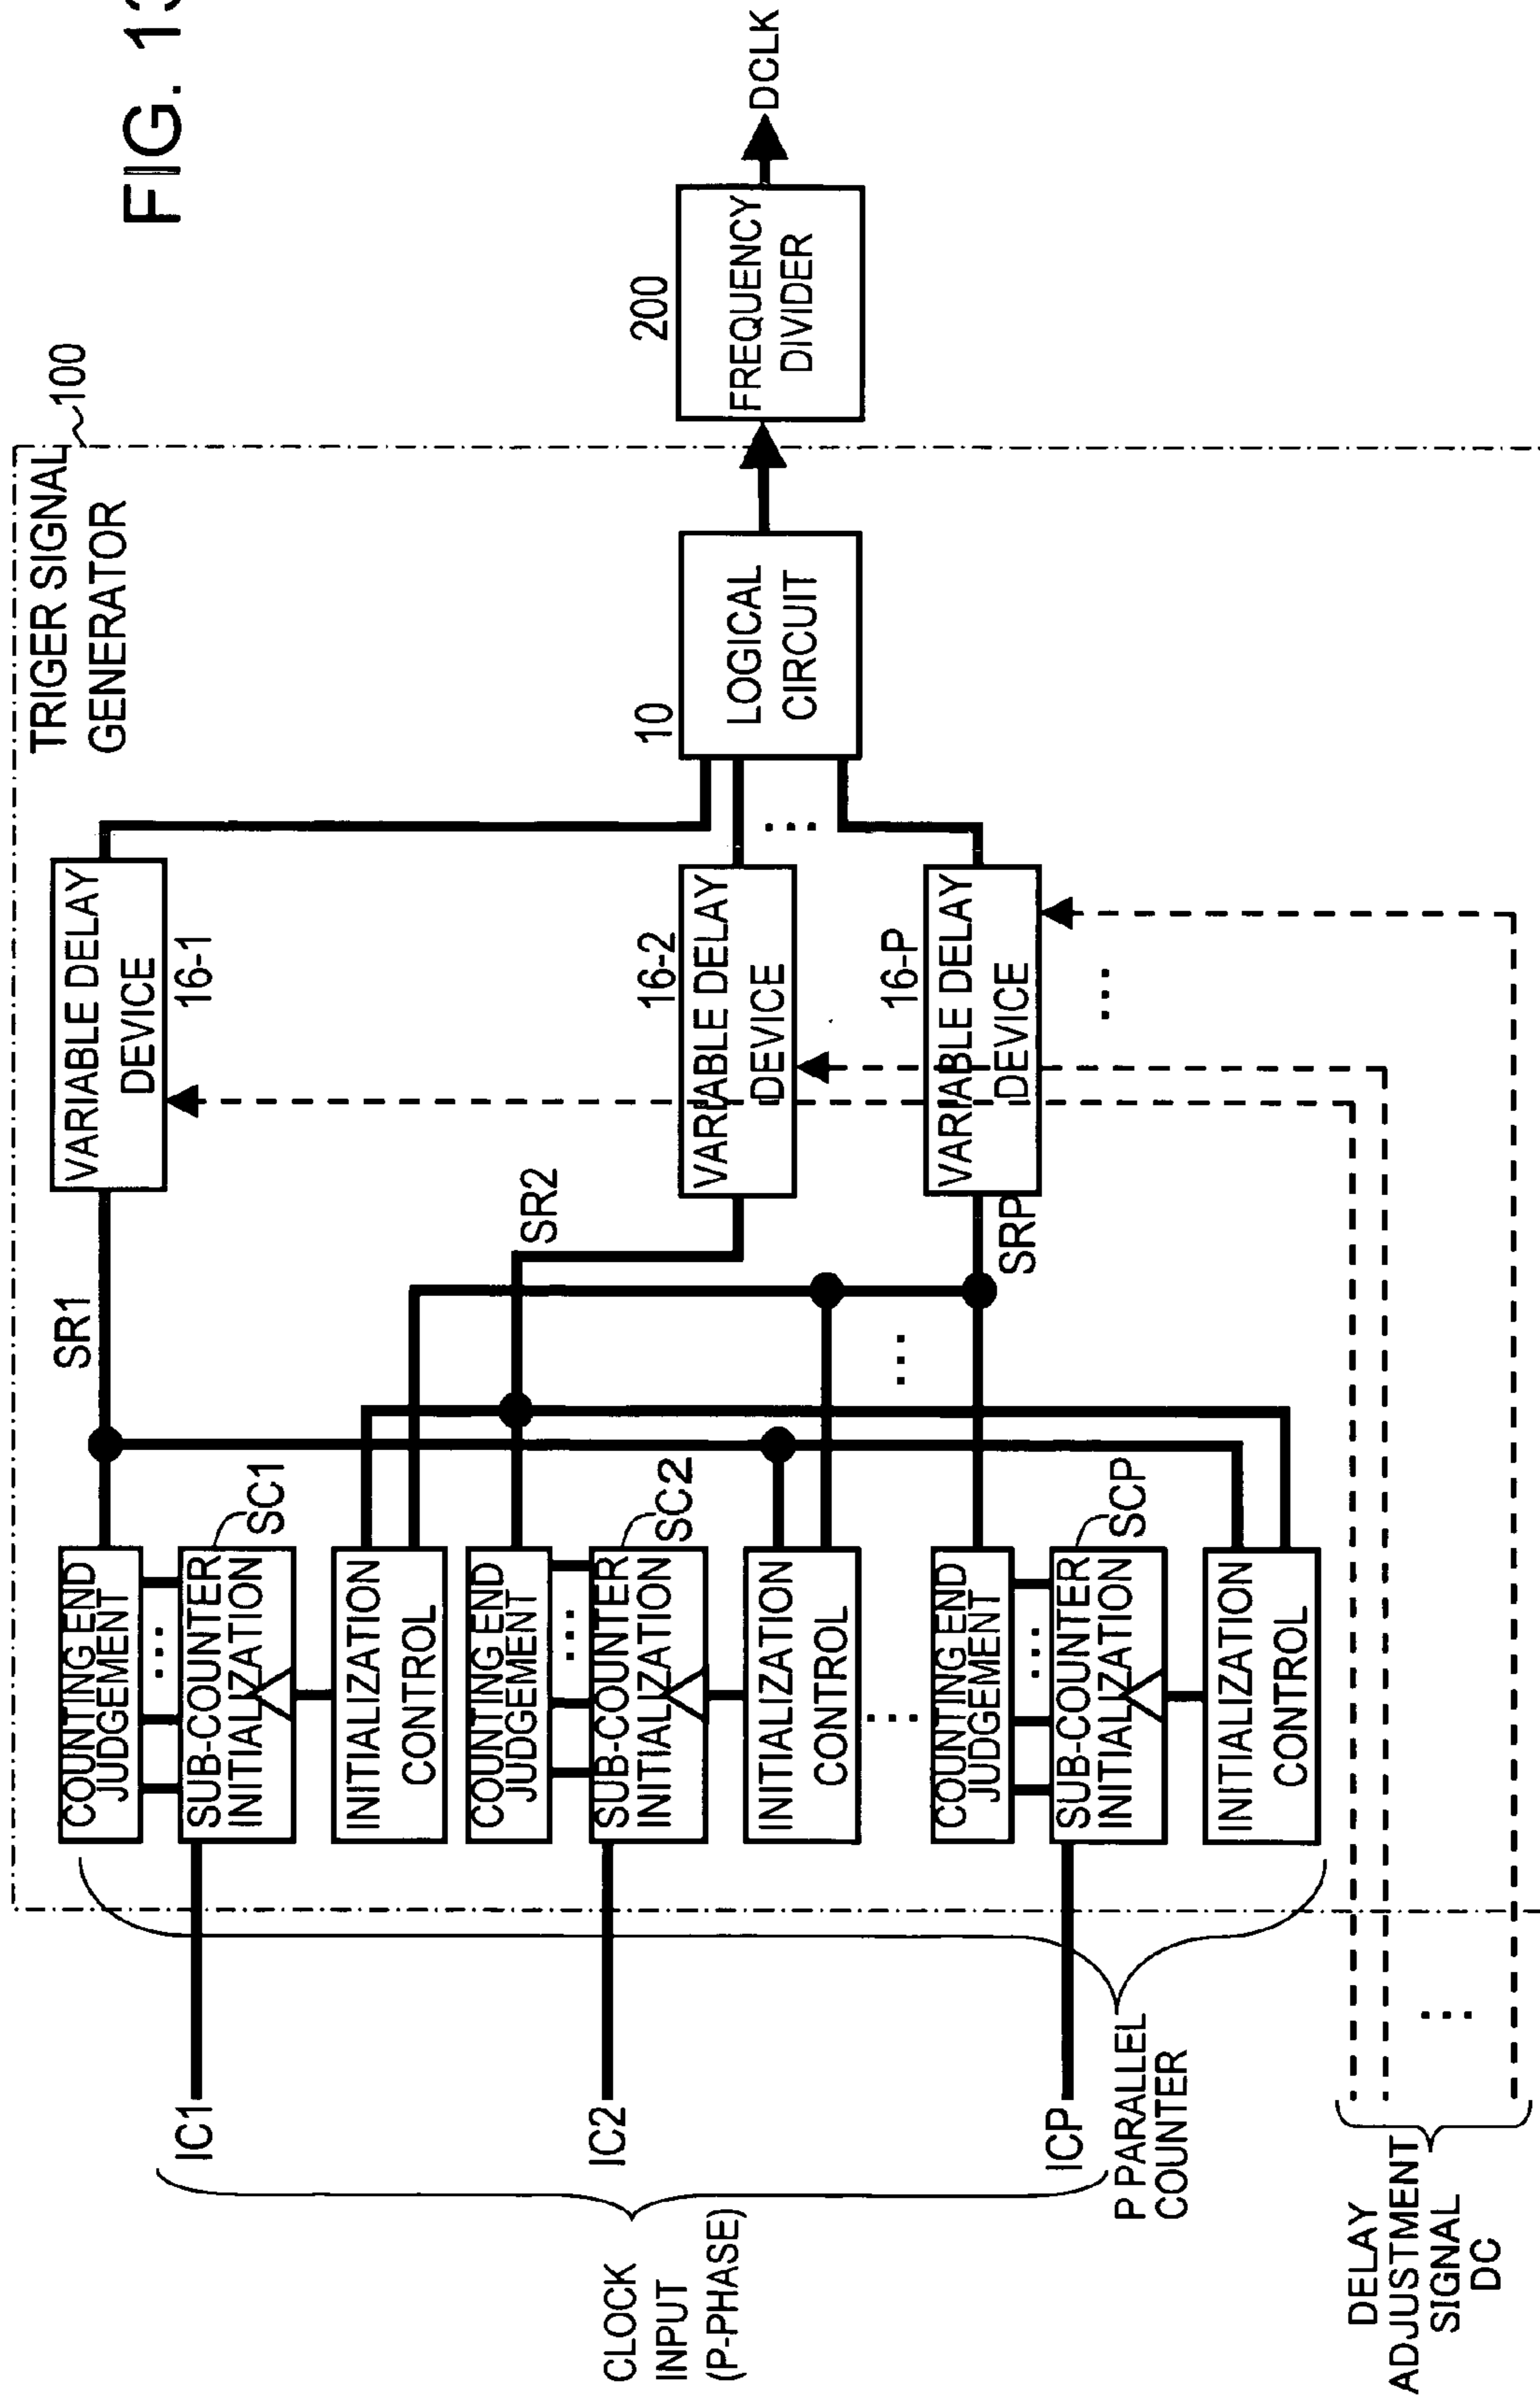 FIG. 13
TRIGER SIGNAL
GENERATOR
100
SR1
VARIABLE DELAY
DEVICE
16-1
COUNTING END
JUDGEMENT
...
SUB-COUNTER
INITIALIZATION
SC1
IC1
INITIALIZATION
CONTROL
COUNTING END
JUDGEMENT
...
SUB-COUNTER
INITIALIZATION
SC2
IC2
SR2
16-2
VARIABLE DELAY
DEVICE
10
LOGICAL
CIRCUIT
200
FREQUENCY
DIVIDER
DCLK
...
INITIALIZATION
CONTROL
...
...
16-P
VARIABLE DELAY
DEVICE
SRP
...
COUNTING END
JUDGEMENT
...
SUB-COUNTER
INITIALIZATION
SCP
ICP
INITIALIZATION
CONTROL
CLOCK
INPUT
(P-PHASE)
P PARALLEL
COUNTER
DELAY
ADJUSTMENT
SIGNAL
DC
...